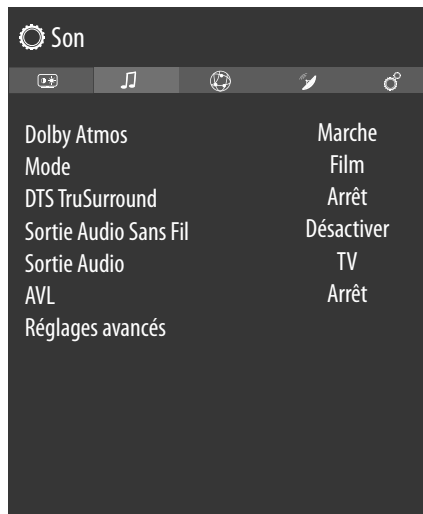 Son
Dolby Atmos Marche
Mode Film
DTS TruSurround Arrêt
Sortie Audio Sans Fil Désactiver
Sortie Audio TV
AVL Arrêt
Réglages avancés